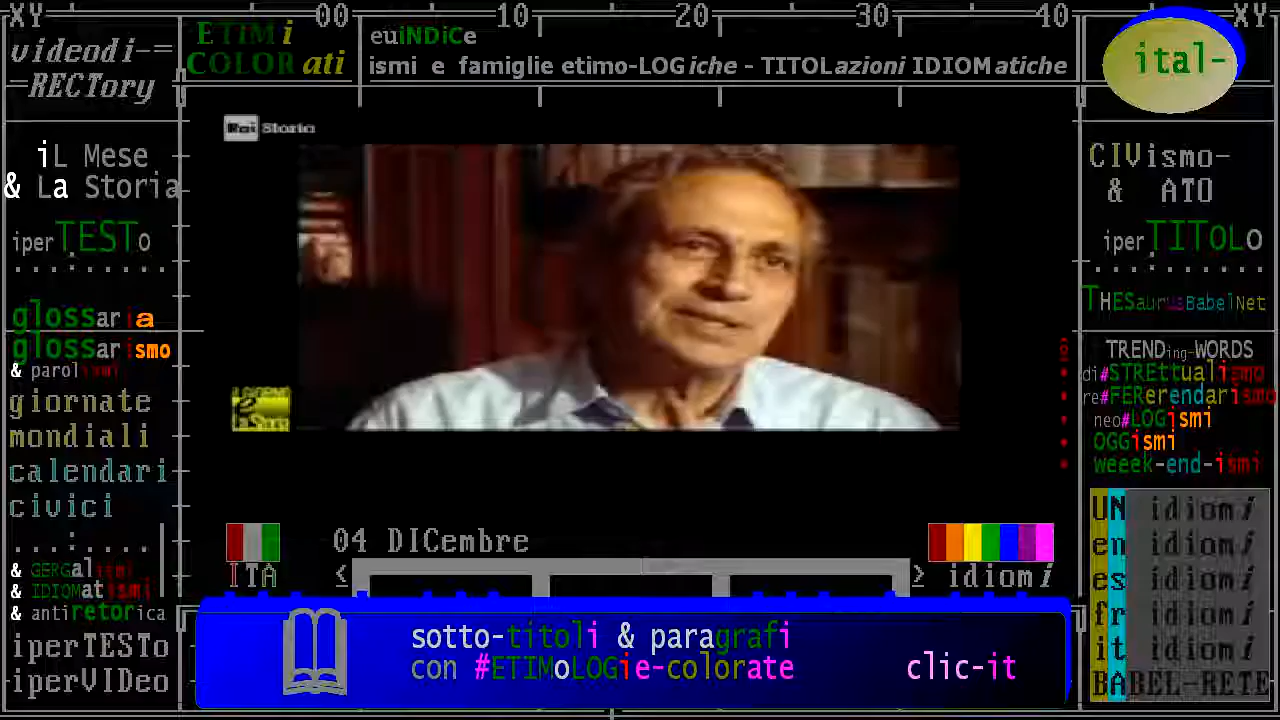 XY 00 10 20 30 40 XY
videodi-=
=RECTory
ETIMi
COLORati
euiNDiCe
ismi e famiglie etimo-LOGiche - TITOLazioni IDIOMatiche
ital-
Rai Storia
iL Mese
& La Storia
iperTESTo
...:....
glossaria
glossarismo
& parolismi
giornate
mondiali
calendari
civici
...:....
& GERGalismi
& IDIOMatismi
& antiretorica
iperTESTo
iperVIDeo
CIVismo-
& ATO
iperTIToLo
THESaurusBabelNet
TRENDing-WORDS
di#STREttualismo
re#FERerendarismo
neo#LOGismi
OGGismi
weeek-end-ismi
UN idiomi
en idiomi
es idiomi
fr idiomi
it idiomi
BABEL-RETE
04 DICembre
ITA
< > idiomi
sotto-titoli & paragrafi
con #ETIMoLOGie-colorate clic-it